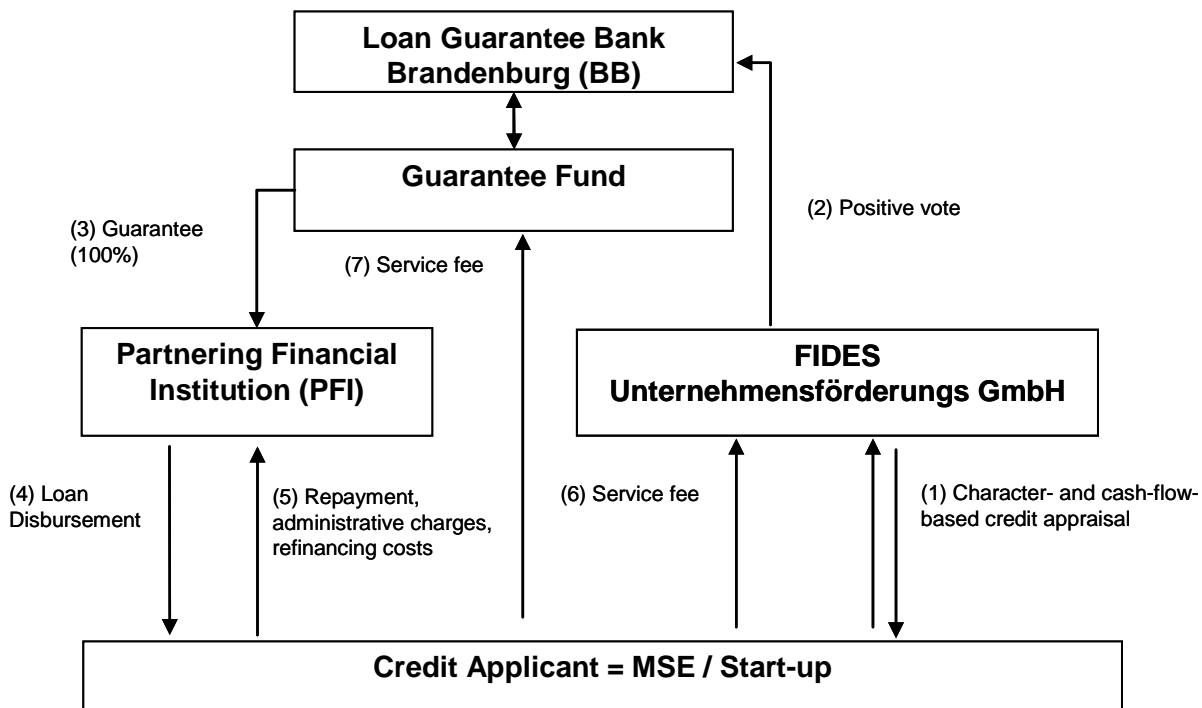 Loan Guarantee Bank
Brandenburg (BB)
Guarantee Fund
(2) Positive vote
(3) Guarantee
(100%)
(7) Service fee
Partnering Financial
Institution (PFI)
FIDES
Unternehmensförderungs GmbH
(4) Loan
Disbursement
(5) Repayment,
administrative charges,
refinancing costs
(6) Service fee
(1) Character- and cash-flow-
based credit appraisal
Credit Applicant = MSE / Start-up